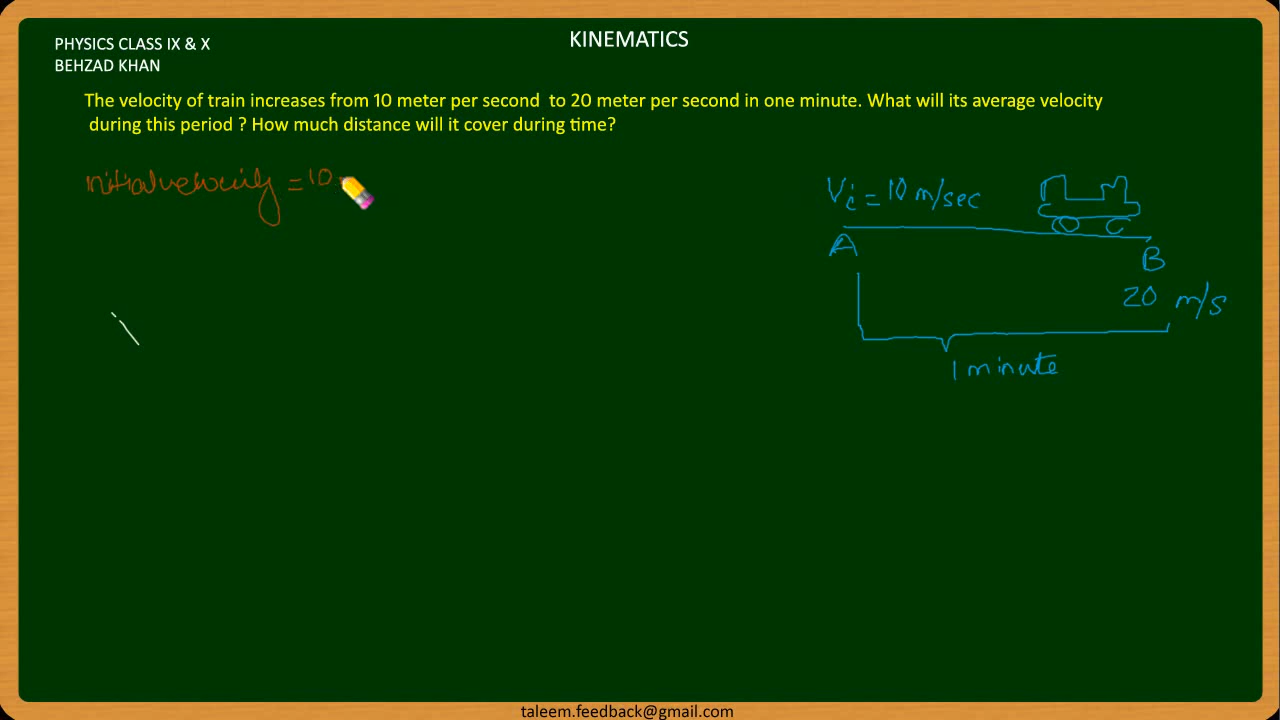 KINEMATICS
PHYSICS CLASS IX & X
BEHZAD KHAN
The velocity of train increases from 10 meter per second to 20 meter per second in one minute. What will its average velocity
during this period ? How much distance will it cover during time?
initial velocity = 10
Vi = 10 m/sec
A
B
20 m/s
1 minute
taleem.feedback@gmail.com